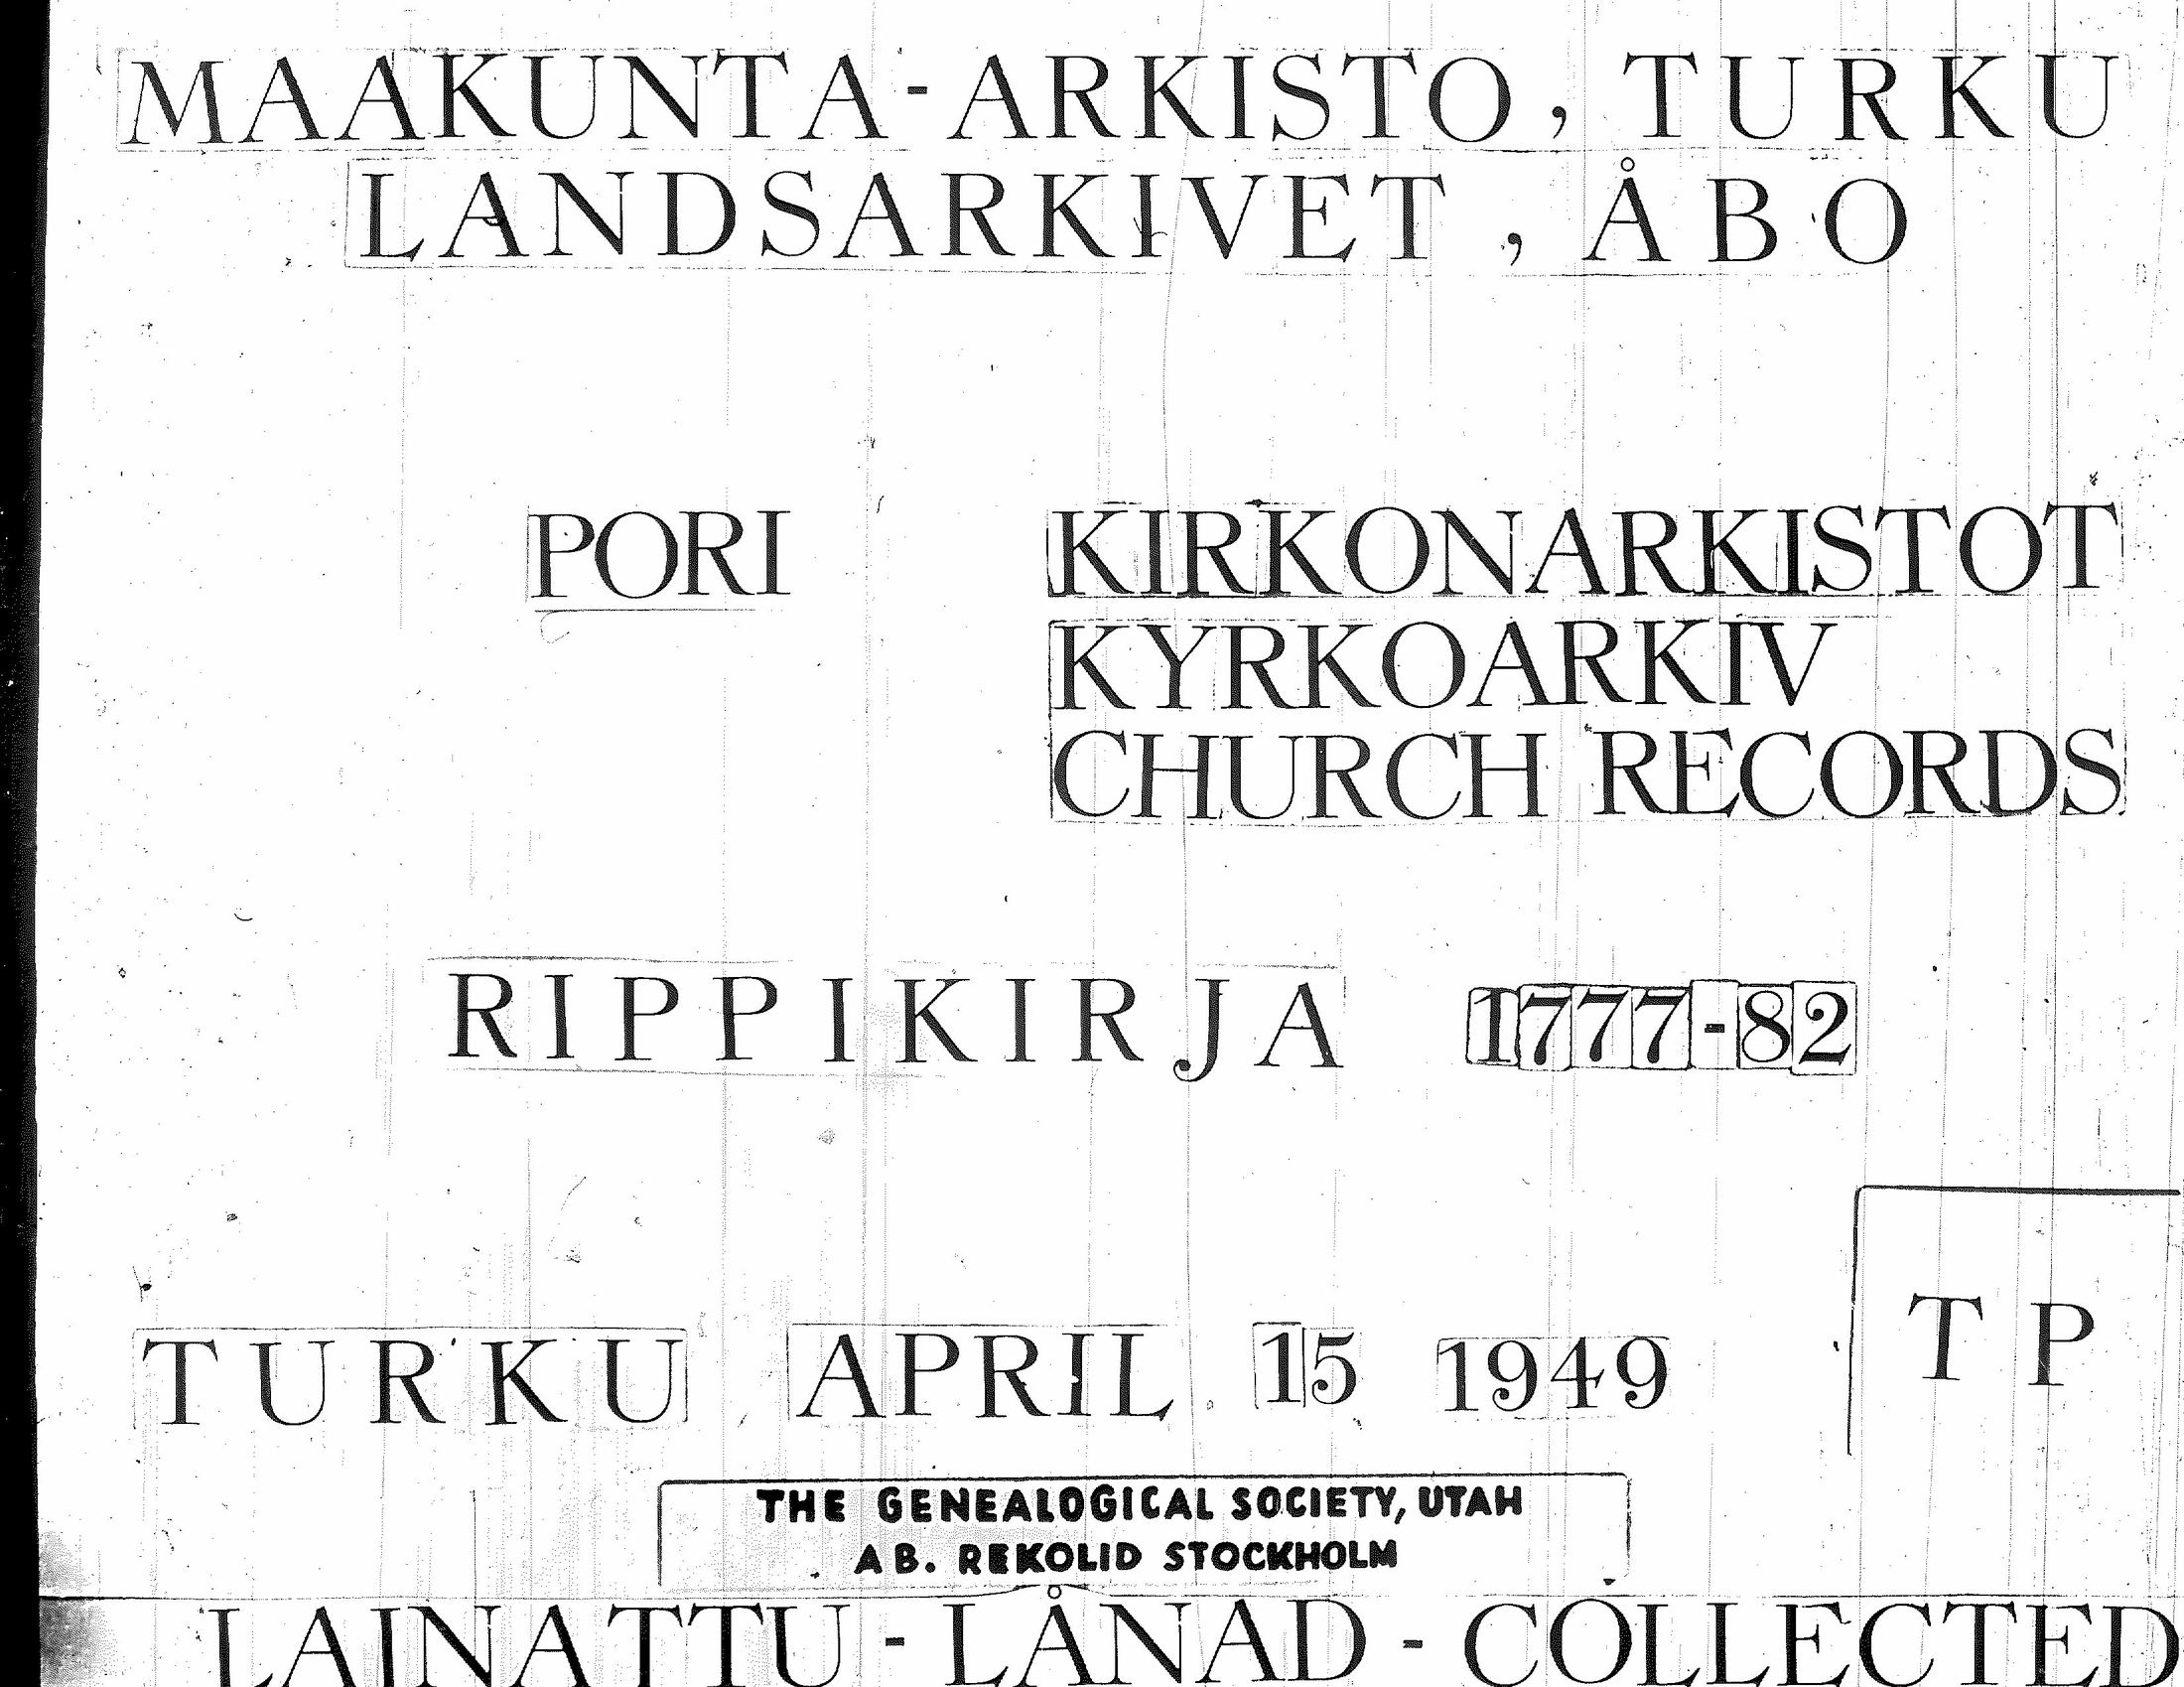 MAAKUNTA-ARKISTO, TURKU
LANDSARKIVET, ÅBO
PORI KIRKONARKISTOT
KYRKOARKIV
CHURCH RECORDS
RIPPIKIRJA 1777-82
T P
TURKU APRIL 15 1949
THE GENEALOGICAL SOCIETY, UTAH
AB. REKOLID STOCKHOLM
LAINATTU - LÅNAD - COLLECTED